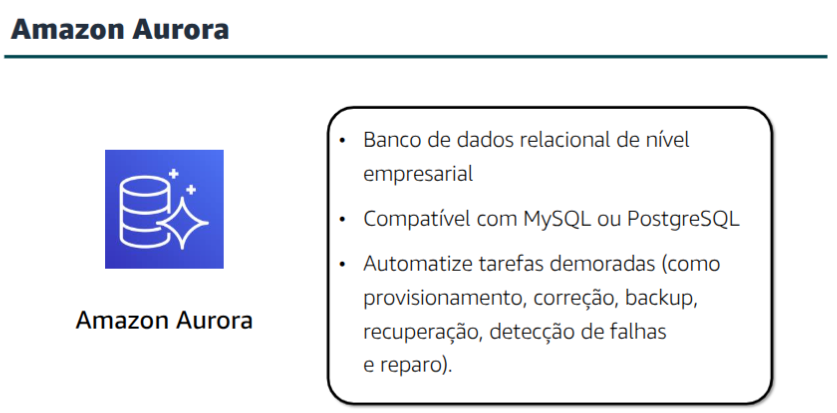 Amazon Aurora
Amazon Aurora
• Banco de dados relacional de nível
empresarial
• Compatível com MySQL ou PostgreSQL
• Automatize tarefas demoradas (como
provisionamento, correção, backup,
recuperação, detecção de falhas
e reparo).